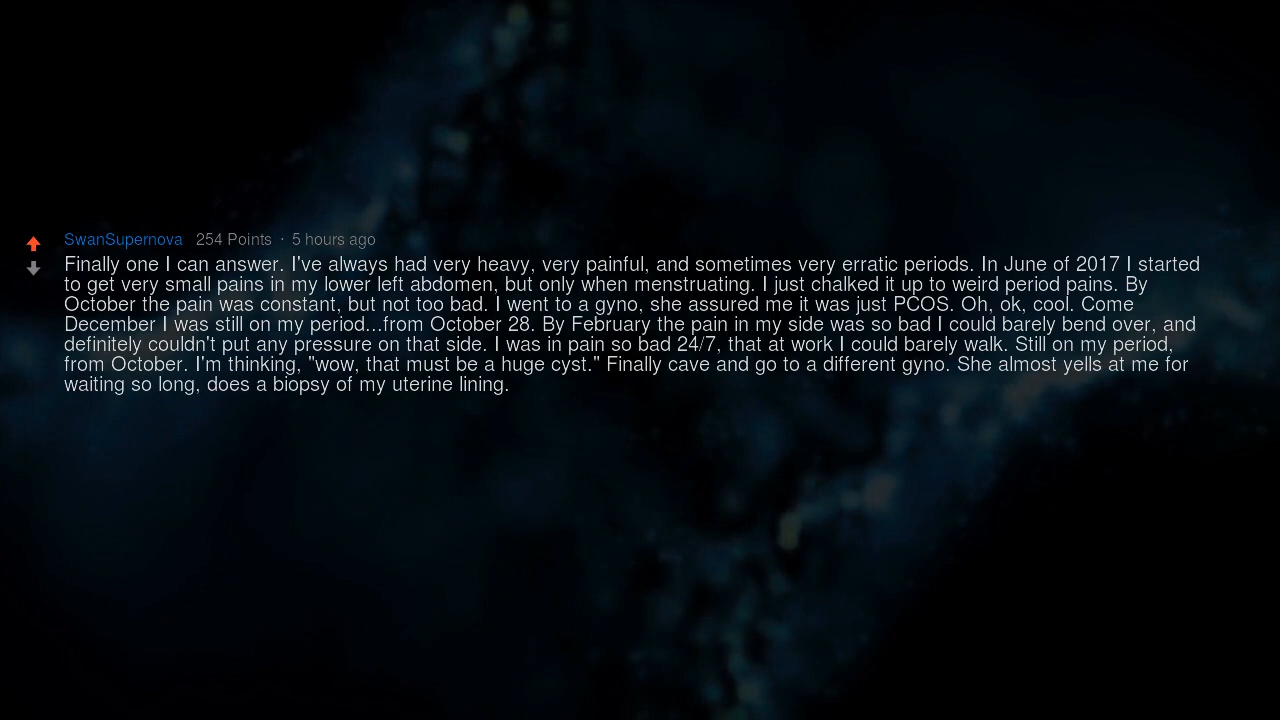 SwanSupernova 254 Points · 5 hours ago
Finally one I can answer. I've always had very heavy, very painful, and sometimes very erratic periods. In June of 2017 I started
to get very small pains in my lower left abdomen, but only when menstruating. I just chalked it up to weird period pains. By
October the pain was constant, but not too bad. I went to a gyno, she assured me it was just PCOS. Oh, ok, cool. Come
December I was still on my period...from October 28. By February the pain in my side was so bad I could barely bend over, and
definitely couldn't put any pressure on that side. I was in pain so bad 24/7, that at work I could barely walk. Still on my period,
from October. I'm thinking, "wow, that must be a huge cyst." Finally cave and go to a different gyno. She almost yells at me for
waiting so long, does a biopsy of my uterine lining.